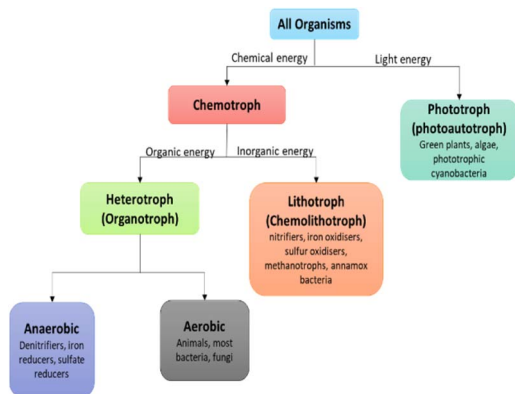 All Organisms
Chemical energy
Light energy
Chemotroph
Phototroph
(photoautotroph)
Green plants, algae,
phototrophic
cyanobacteria
Organic energy
Inorganic energy
Heterotroph
(Organotroph)
Lithotroph
(Chemolithotroph)
nitrifiers, iron oxidisers,
sulfur oxidisers,
methanotrophs, annamox
bacteria
Anaerobic
Denitrifiers, iron
reducers, sulfate
reducers
Aerobic
Animals, most
bacteria, fungi